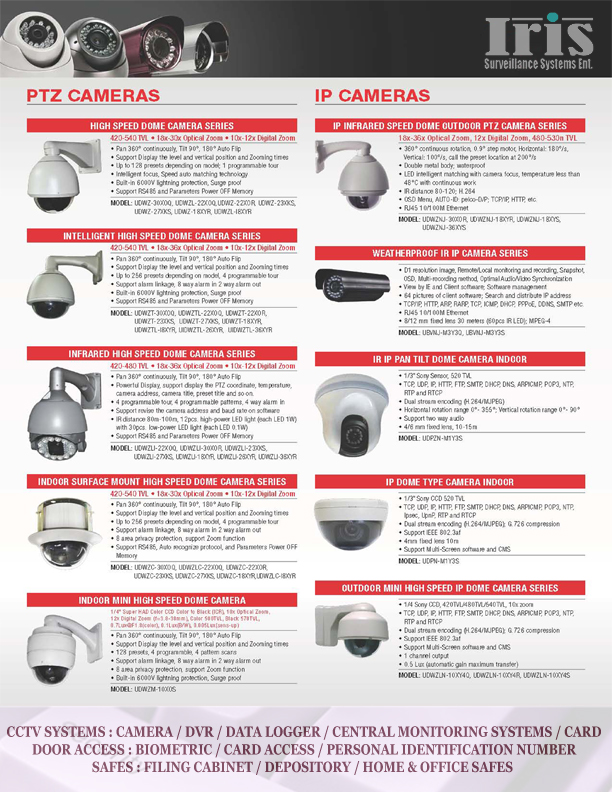 Iris
Surveillance Systems Ent.
PTZ CAMERAS
HIGH SPEED DOME CAMERA SERIES
420-540 TVL • 18x-30x Optical Zoom • 10x-12x Digital Zoom
• Pan 360° continuously, Tilt 90°, 180° Auto Flip
• Support Display the level and vertical position and Zooming times
• Up to 128 presets depending on model; 1 programmable tour
• Intelligent focus, Speed auto matching technology
• Built-in 6000V lightning protection, Surge proof
• Support RS485 and Parameters Power OFF Memory
MODEL: UDWZ-30X0Q, UDWZL-22X0Q,UDWZ-22X0R, UDWZ-23XKS,
UDWZ-27XKS, UDWZ-18XYR, UDWZL-18XYR
INTELLIGENT HIGH SPEED DOME CAMERA SERIES
420-540 TVL • 18x-36x Optical Zoom • 10x-12x Digital Zoom
• Pan 360° continuously, Tilt 90°, 180° Auto Flip
• Support Display the level and vertical position and Zooming times
• Up to 256 presets depending on model, 4 programmable tour
• Support alarm linkage, 8 way alarm in 2 way alarm out
• Built-in 6000V lightning protection, Surge proof
• Support RS485 and Parameters Power OFF Memory
MODEL: UDWZT-30X0Q, UDWZTL-22X0Q, UDWZT-22X0R,
UDWZT-23XKS, UDWZT-27XKS, UDWZT-18XYR,
UDWZTL-18XYR, UDWZTL-26XYR, UDWZTL-36XYR
INFRARED HIGH SPEED DOME CAMERA SERIES
420-480 TVL • 18x-36x Optical Zoom • 10x-12x Digital Zoom
• Pan 360° continuously, Tilt 90°, 180° Auto Flip
• Powerful Display, support display the PTZ coordinate, temperature,
camera address, camera title, preset title and so on.
• 4 programmable tour, 4 programmable patterns, 4 way alarm in
• Support revise the camera address and baud rate on software
• IR distance 80m-100m, 12pcs. high-power LED light (each LED 1W)
with 30pcs. low-power LED light (each LED 0.1W)
• Support RS485 and Parameters Power OFF Memory
MODEL: UDWZLJ-22X0Q, UDWZLJ-30X0R, UDWZLJ-23XKS,
UDWZLJ-27XKS, UDWZLJ-18XYR, UDWZLJ-26XYR, UDWZLJ-36XYR
INDOOR SURFACE MOUNT HIGH SPEED DOME CAMERA SERIES
420-540 TVL • 18x-30x Optical Zoom • 10x-12x Digital Zoom
• Pan 360° continuously, Tilt 90°, 180° Auto Flip
• Support Display the level and vertical position and Zooming times
• Up to 256 presets depending on model, 4 programmable tour
• Support alarm linkage, 8 way alarm in 2 way alarm out
• 8 area privacy protection, support Zoom function
• Support RS485, Auto recognize protocol, and Parameters Power OFF
Memory
MODEL: UDWZC-30X0S, UDWZLC-22X0Q, UDWZC-22X0R,
UDWZC-23XKS, UDWZC-27XKS, UDWZC-18XYR,UDWZLC-18XYR
INDOOR MINI HIGH SPEED DOME CAMERA
1/4" Super HAD Color CCD Color to Black (ICR), 10x Optical Zoom,
12x Digital Zoom (f=3.8-38mm), Color 500TVL, Black 570TVL,
• Pan 360° continuously, Tilt 90°, 180° Auto Flip
• Support Display the level and vertical position and Zooming times
• 128 presets, 4 programmable, 4 pattern scans
• Support alarm linkage, 8 way alarm in 2 way alarm out
• 8 area privacy protection, support Zoom function
• Built-in 6000V lightning protection, Surge proof
MODEL: UDWZM-10X0S
IP CAMERAS
IP INFRARED SPEED DOME OUTDOOR PTZ CAMERA SERIES
18x-36x Optical Zoom, 12x Digital Zoom, 480-530n TVL
• 360° continuous rotation, 0.9° step motor, Horizontal: 180°/s,
Vertical: 100°/s, call the preset location at 200°/s
• Double metal body; waterproof
• LED intelligent matching with camera focus, temperature less than
48°C with continuous work
• IR distance 80-120; H.264
• OSD Menu, AUTO-ID: pelco-D/P; TCP/IP, HTTP, etc
• RJ45 10/100M Ethernet
MODEL: UDWZNJ-30X0R, UDWZNJ-18XYR, UDWZNJ-18XYS,
UDWZNJ-36XYS
WEATHERPROOF IR IP CAMERA SERIES
• D1 resolution image, Remote/Local monitoring and recording, Snapshot,
OSD, Multi-recording method, Optimal Audio/Video Synchronization
• View by IE and Client software; Software management
• 64 pictures of client software; Search and distribute IP address
• TCP/IP, HTTP, ARP, RARP, TCP, ICMP, DHCP, PPPoE, DDNS, SMTP etc.
• RJ45 10/100M Ethernet
• 8/12 mm fixed lens 30 meters (60pcs IR LED); MPEG-4
MODEL: UBVNJ-M3Y3Q, UBVNJ-M3Y3S
IR IP PAN TILT DOME CAMERA INDOOR
• 1/3" Sony Sensor, 520 TVL
• TCP, UDP, IP, HTTP, FTP, SMTP, DHCP, DNS, ARP,ICMP, POP3, NTP,
RTP and RTCP
• Dual stream encoding (H.264/MJPEG)
• Horizontal rotation range 0°- 355°; Vertical rotation range 0°- 90°
• Support two way audio
• 4/6 mm fixed lens, 10-15m
MODEL: UDPZN-M1Y3S
IP DOME TYPE CAMERA INDOOR
• 1/3" Sony CCD 520 TVL
• TCP, UDP, IP, HTTP, FTP, SMTP, DHCP, DNS, ARP,ICMP, POP3, NTP,
Ipsec, UpnP, RTP and RTCP
• Dual stream encoding (H.264/MJPEG); G.726 compression
• Support IEEE 802.3af
• 4mm fixed lens 10m
• Support Multi-Screen software and CMS
MODEL: UDPN-M1Y3S
OUTDOOR MINI HIGH SPEED IP DOME CAMERA SERIES
• 1/4 Sony CCD, 420TVL/480TVL/540TVL, 10x zoom
• TCP, UDP, IP, HTTP, FTP, SMTP, DHCP, DNS, ARP,ICMP, POP3, NTP,
RTP and RTCP
• Dual stream encoding (H.264/MJPEG); G.726 compression
• Support IEEE 802.3af
• Support Multi-Screen software and CMS
• 1 channel output
• 0.5 Lux (automatic gain maximum transfer)
MODEL: UDWZLN-10XY4Q, UDWZLN-10XY4R, UDWZLN-10XY4S
CCTV SYSTEMS : CAMERA / DVR / DATA LOGGER / CENTRAL MONITORING SYSTEMS / CARD
DOOR ACCESS : BIOMETRIC / CARD ACCESS / PERSONAL IDENTIFICATION NUMBER
SAFES : FILING CABINET / DEPOSITORY / HOME & OFFICE SAFES